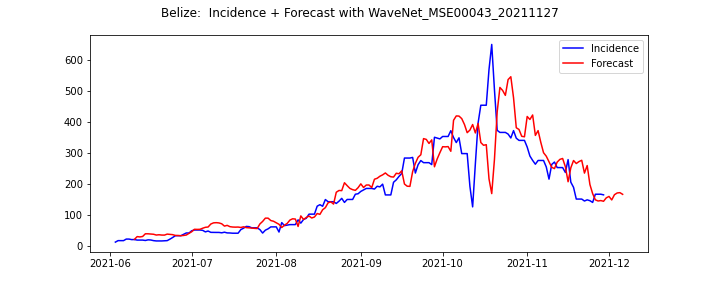 Belize:  Incidence + Forecast with WaveNet_MSE00043_20211127
Incidence
Forecast
600
500
400
300
200
100
0
2021-06 2021-07 2021-08 2021-09 2021-10 2021-11 2021-12